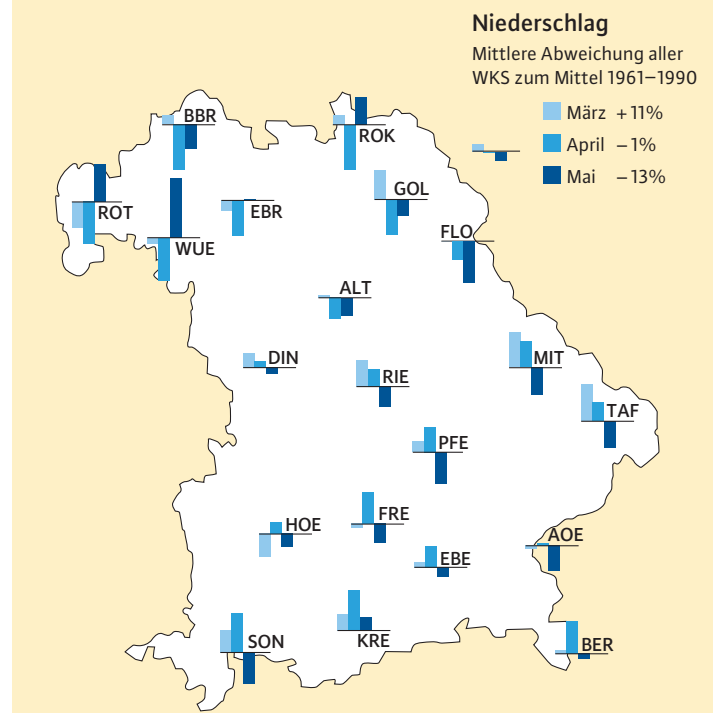 Niederschlag
Mittlere Abweichung aller
WKS zum Mittel 1961–1990
März +11%
April –1%
Mai –13%
BBR
ROK
ROT
EBR
GOL
WUE
FLO
ALT
DIN
RIE
MIT
TAF
PFE
HOE
FRE
AOE
EBE
SON
KRE
BER